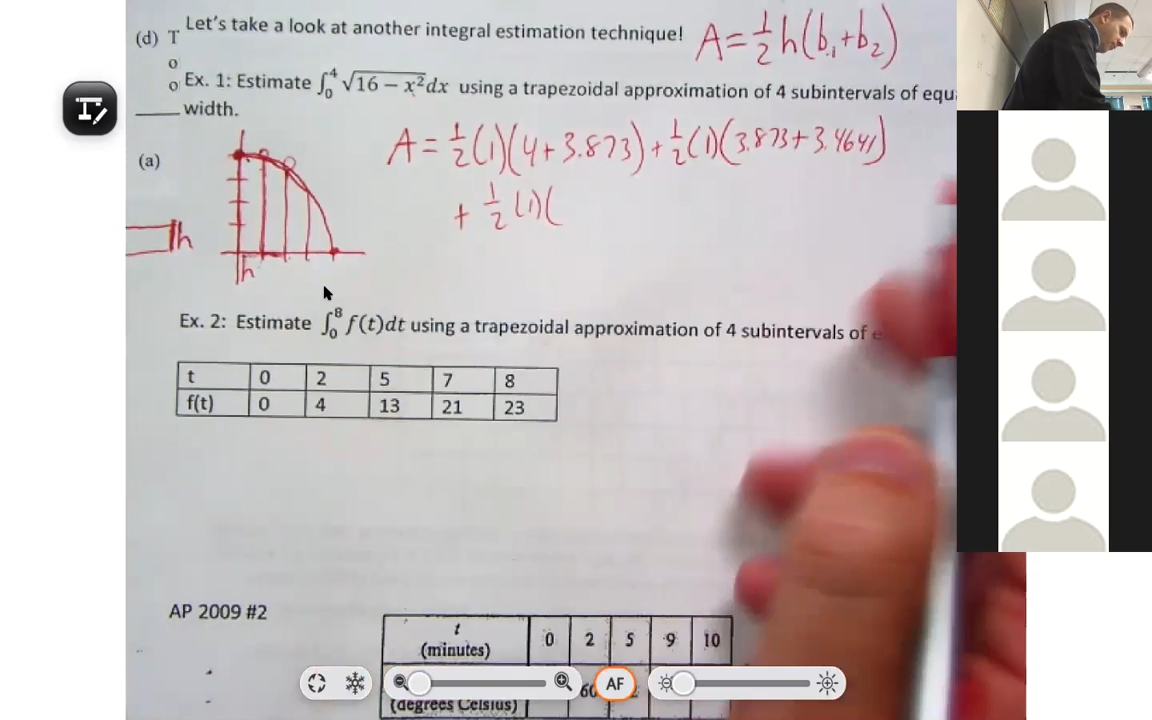 (d) T Let's take a look at another integral estimation technique! A = ½h(b₁+b₂)
o
o Ex. 1: Estimate ∫₀⁴ √16 − x² dx using a trapezoidal approximation of 4 subintervals of equ
width.
(a) A = ½(1)(4+3.873) + ½(1)(3.873+3.4641)
+ ½(1)(
h
h
Ex. 2: Estimate ∫₀⁸ f(t)dt using a trapezoidal approximation of 4 subintervals of e
t 0 2 5 7 8
f(t) 0 4 13 21 23
AP 2009 #2
t (minutes) 0 2 5 9 10
AF
(degrees Celsius)